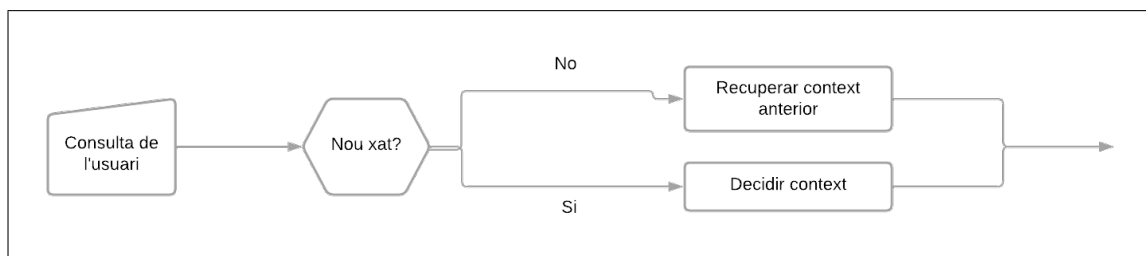 Consulta de
l'usuari
Nou xat?
No
Recuperar context
anterior
Si
Decidir context